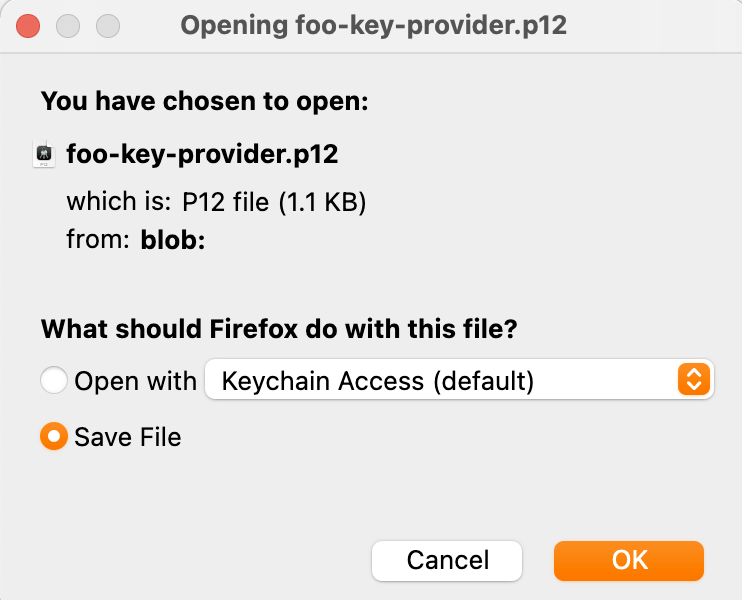 Opening foo-key-provider.p12
You have chosen to open:
foo-key-provider.p12
which is: P12 file (1.1 KB)
from: blob:
What should Firefox do with this file?
Open with Keychain Access (default)
Save File
Cancel OK